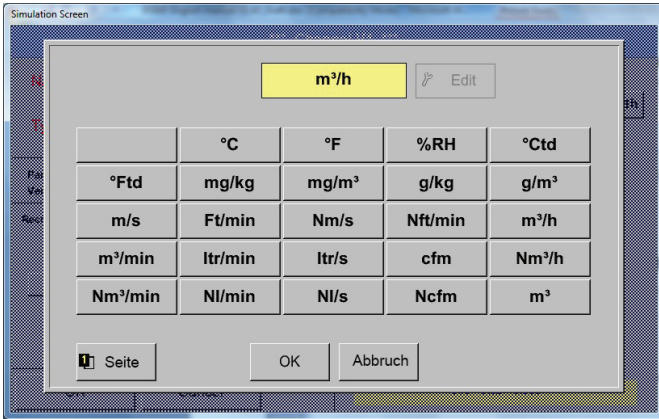 Simulation Screen
m³/h Edit
°C °F %RH °Ctd
°Ftd mg/kg mg/m³ g/kg g/m³
m/s Ft/min Nm/s Nft/min m³/h
m³/min ltr/min ltr/s cfm Nm³/h
Nm³/min Nl/min Nl/s Ncfm m³
1 Seite OK Abbruch